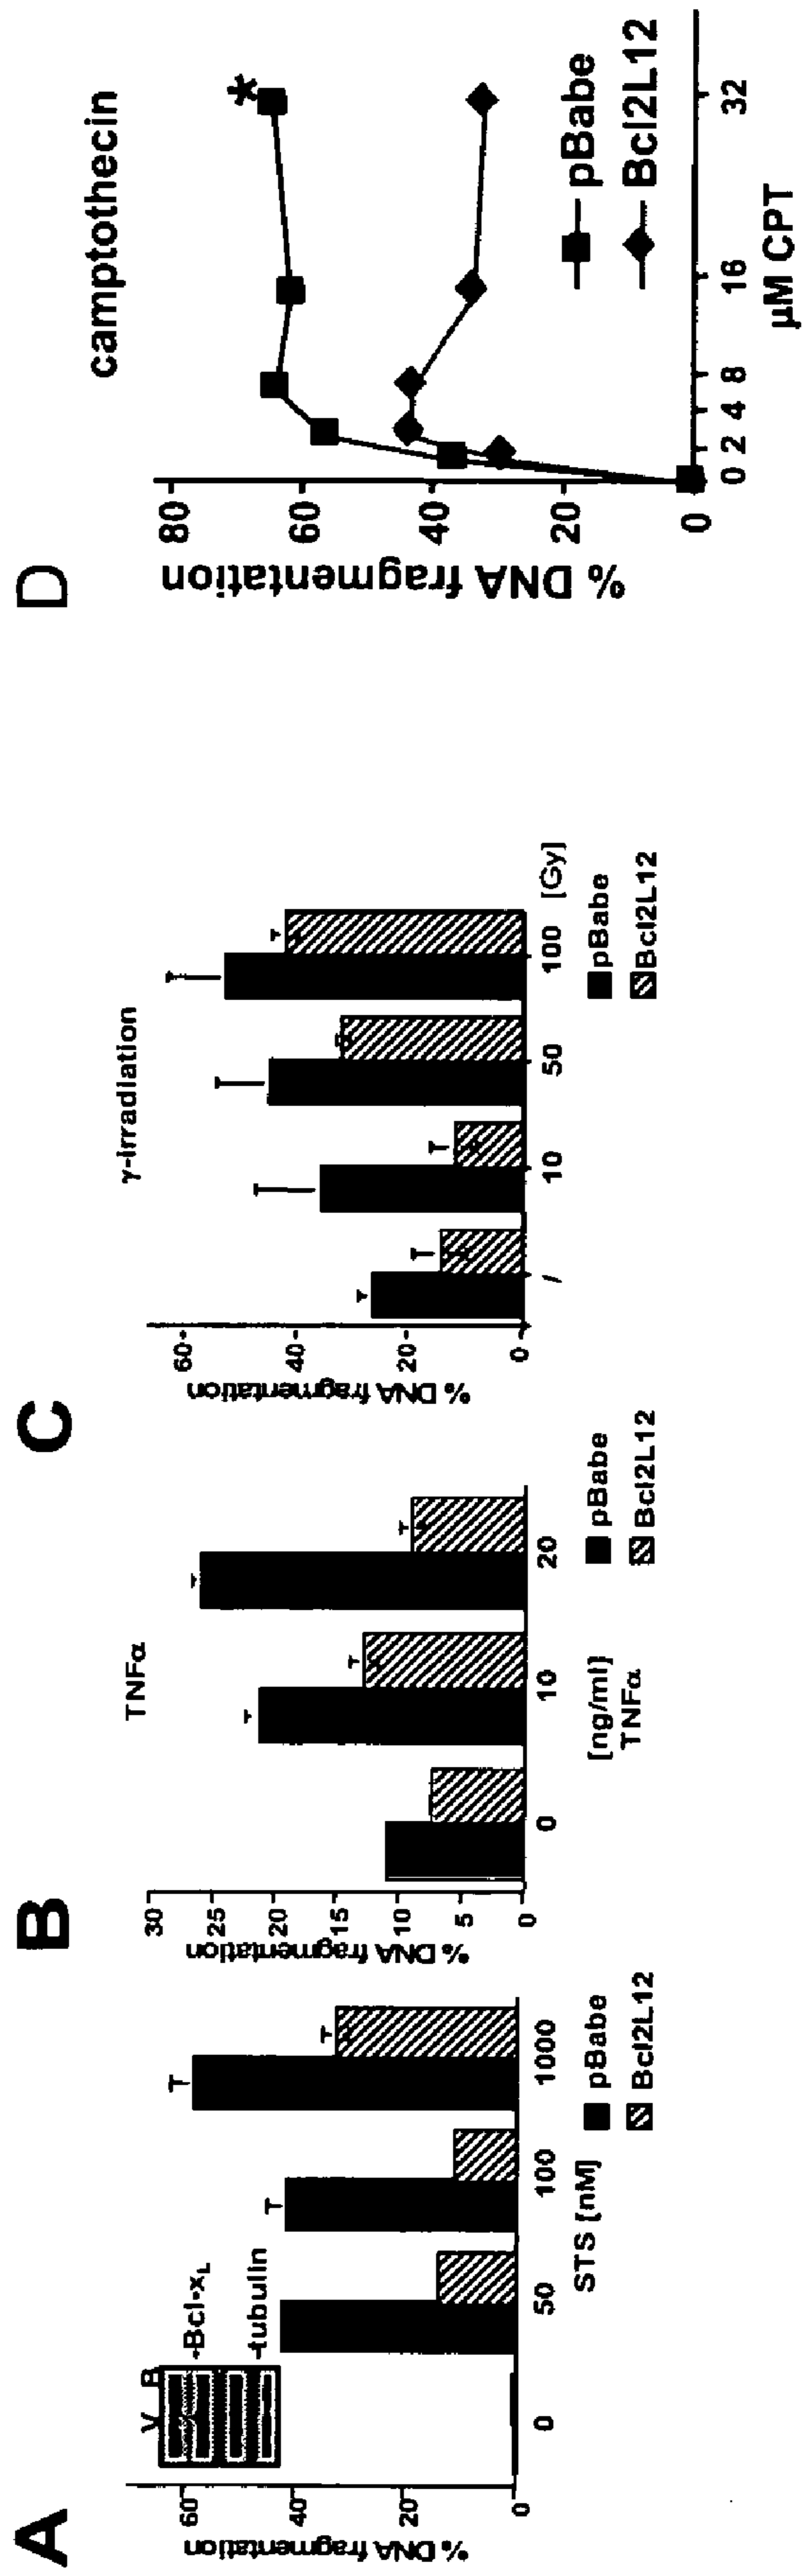 A
% DNA fragmentation
60
40
20
0
V B
-Bcl-xL
-tubulin
0 50 100 1000
STS [nM]
pBabe
Bcl2L12
B
TNFα
% DNA fragmentation
30
25
20
15
10
5
0
0 10 20
[ng/ml]
TNFα
pBabe
Bcl2L12
C
γ-irradiation
% DNA fragmentation
60
40
20
0
/ 10 50 100 [Gy]
pBabe
Bcl2L12
D
camptothecin
% DNA fragmentation
80
60
40
20
0
*
0 2 4 8 16 32
µM CPT
pBabe
Bcl2L12